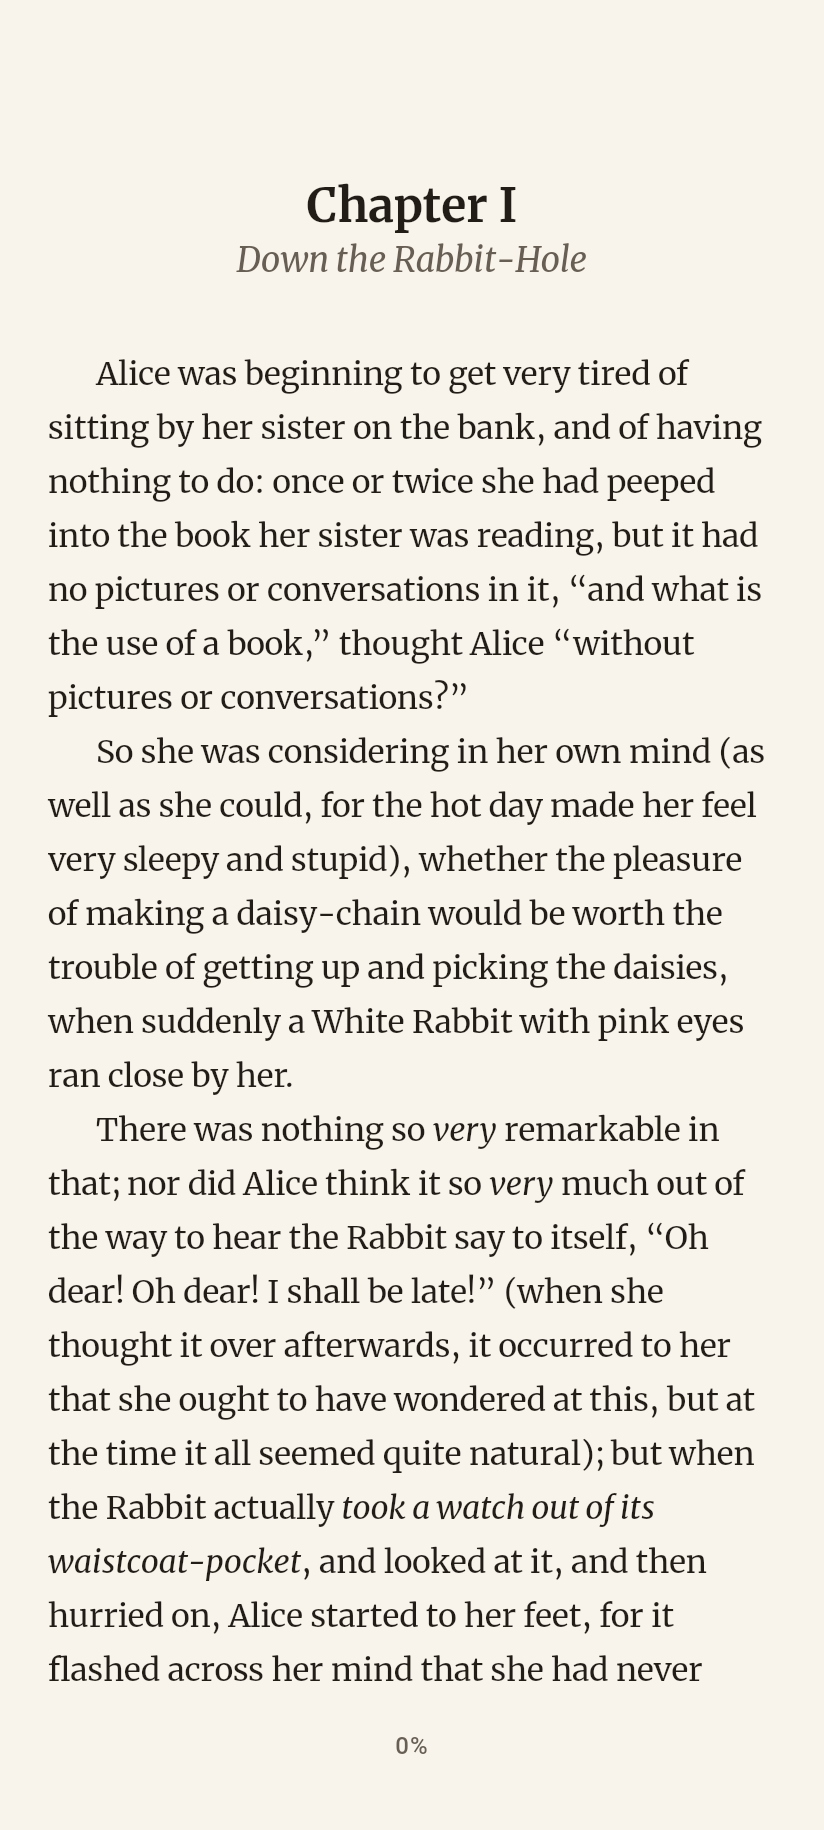 Chapter I
Down the Rabbit-Hole
Alice was beginning to get very tired of
sitting by her sister on the bank, and of having
nothing to do: once or twice she had peeped
into the book her sister was reading, but it had
no pictures or conversations in it, “and what is
the use of a book,” thought Alice “without
pictures or conversations?”
So she was considering in her own mind (as
well as she could, for the hot day made her feel
very sleepy and stupid), whether the pleasure
of making a daisy-chain would be worth the
trouble of getting up and picking the daisies,
when suddenly a White Rabbit with pink eyes
ran close by her.
There was nothing so very remarkable in
that; nor did Alice think it so very much out of
the way to hear the Rabbit say to itself, “Oh
dear! Oh dear! I shall be late!” (when she
thought it over afterwards, it occurred to her
that she ought to have wondered at this, but at
the time it all seemed quite natural); but when
the Rabbit actually took a watch out of its
waistcoat-pocket, and looked at it, and then
hurried on, Alice started to her feet, for it
flashed across her mind that she had never
0%